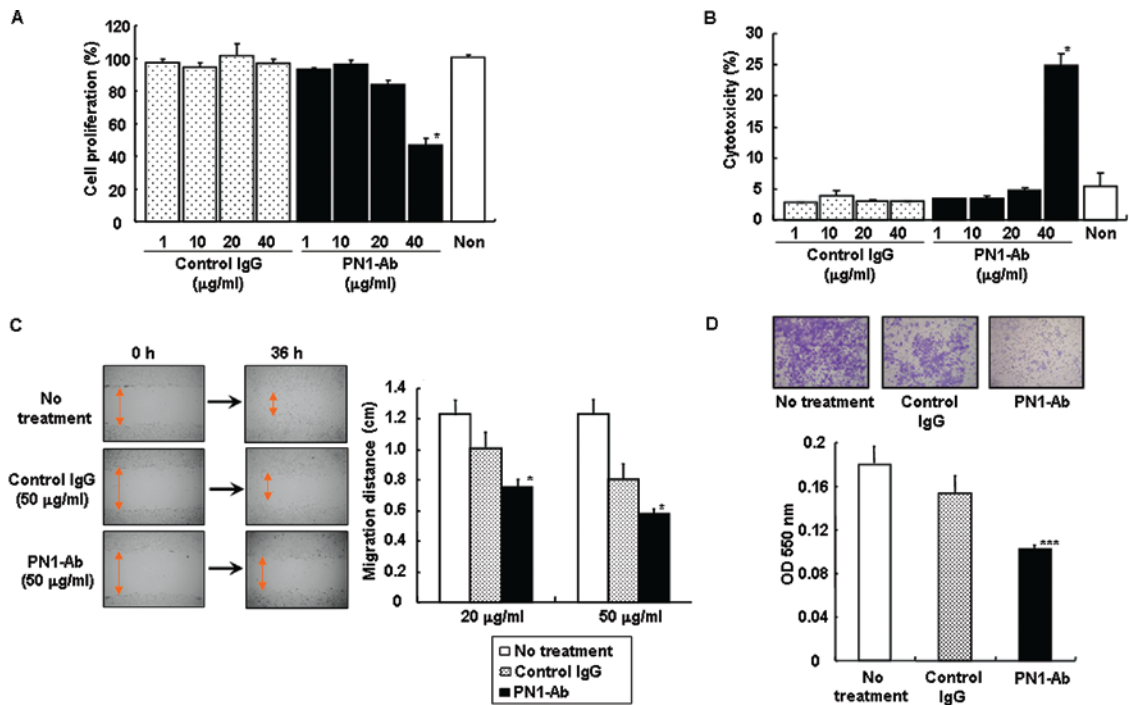 A
Cell proliferation (%)
120
100
80
60
40
20
0
1 10 20 40 1 10 20 40 Non
Control IgG PN1-Ab
(μg/ml) (μg/ml)
*
B
Cytotoxicity (%)
30
25
20
15
10
5
0
1 10 20 40 1 10 20 40 Non
Control IgG PN1-Ab
(μg/ml) (μg/ml)
*
C
0 h 36 h
No
treatment
Control IgG
(50 μg/ml)
PN1-Ab
(50 μg/ml)
Migration distance (cm)
1.4
1.2
1.0
0.8
0.6
0.4
0.2
0
* *
20 μg/ml 50 μg/ml
No treatment
Control IgG
PN1-Ab
D
No treatment Control PN1-Ab
IgG
OD 550 nm
0.2
0.16
0.12
0.08
0.04
0
***
No Control PN1-Ab
treatment IgG